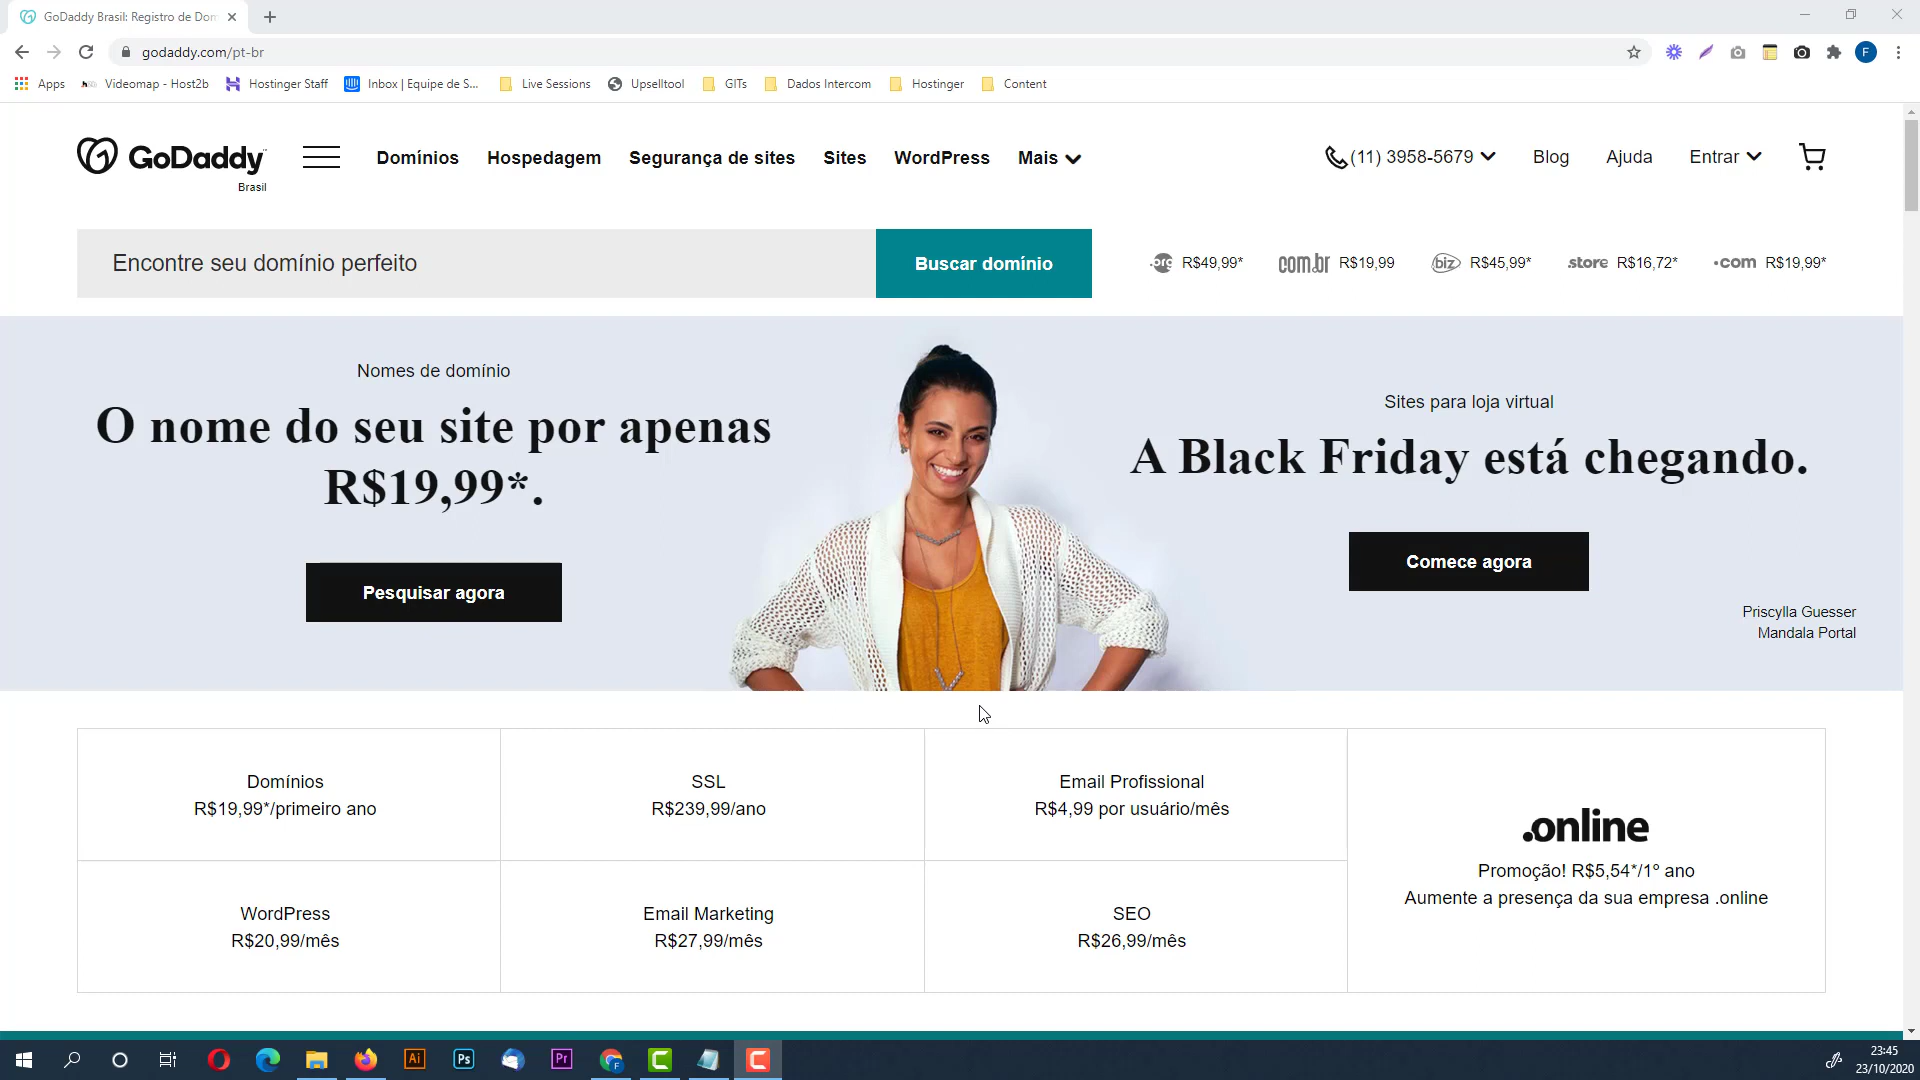 GoDaddy Brasil: Registro de Dom
godaddy.com/pt-br
Apps
Videomap - Host2b
Hostinger Staff
Inbox | Equipe de S...
Live Sessions
Upselltool
GITs
Dados Intercom
Hostinger
Content
F
GoDaddy
Brasil
Domínios
Hospedagem
Segurança de sites
Sites
WordPress
Mais
(11) 3958-5679
Blog
Ajuda
Entrar
Encontre seu domínio perfeito
Buscar domínio
.org R$49,99*
com.br R$19,99
biz R$45,99*
.store R$16,72*
.com R$19,99*
Nomes de domínio
O nome do seu site por apenas
R$19,99*.
Pesquisar agora
Sites para loja virtual
A Black Friday está chegando.
Comece agora
Priscylla Guesser
Mandala Portal
Domínios
R$19,99*/primeiro ano
SSL
R$239,99/ano
Email Profissional
R$4,99 por usuário/mês
.online
Promoção! R$5,54*/1º ano
Aumente a presença da sua empresa .online
WordPress
R$20,99/mês
Email Marketing
R$27,99/mês
SEO
R$26,99/mês
Ai
Ps
Pr
F
23:45
23/10/2020